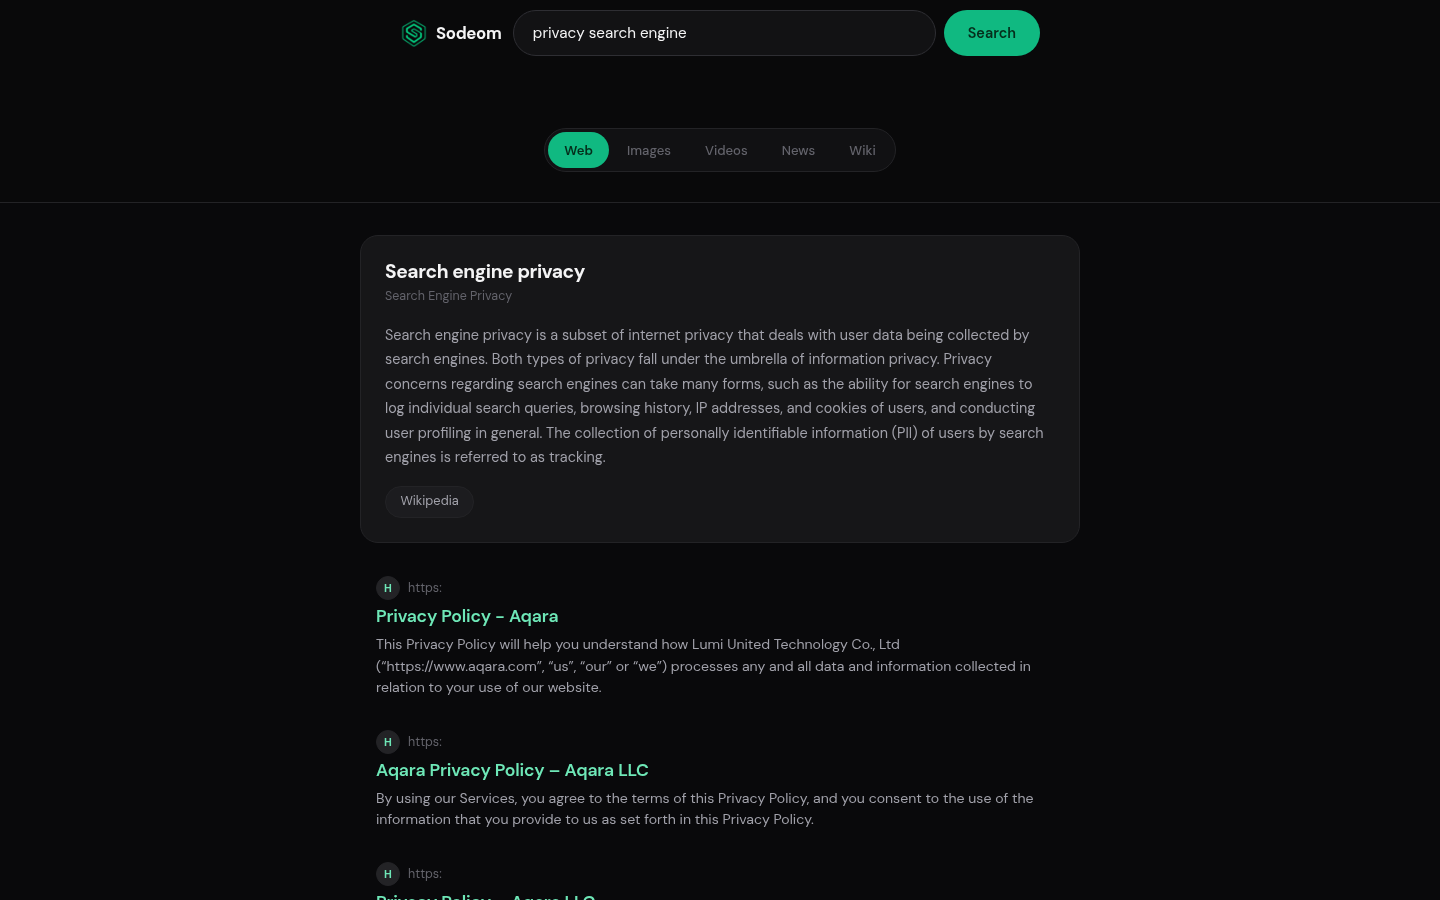 Sodeom
privacy search engine
Search
Web Images Videos News Wiki
Search engine privacy
Search Engine Privacy
Search engine privacy is a subset of internet privacy that deals with user data being collected by
search engines. Both types of privacy fall under the umbrella of information privacy. Privacy
concerns regarding search engines can take many forms, such as the ability for search engines to
log individual search queries, browsing history, IP addresses, and cookies of users, and conducting
user profiling in general. The collection of personally identifiable information (PII) of users by search
engines is referred to as tracking.
Wikipedia
H https:
Privacy Policy - Aqara
This Privacy Policy will help you understand how Lumi United Technology Co., Ltd
(“https://www.aqara.com”, “us”, “our” or “we”) processes any and all data and information collected in
relation to your use of our website.
H https:
Aqara Privacy Policy – Aqara LLC
By using our Services, you agree to the terms of this Privacy Policy, and you consent to the use of the
information that you provide to us as set forth in this Privacy Policy.
H https:
Privacy Policy – Aqara LLC